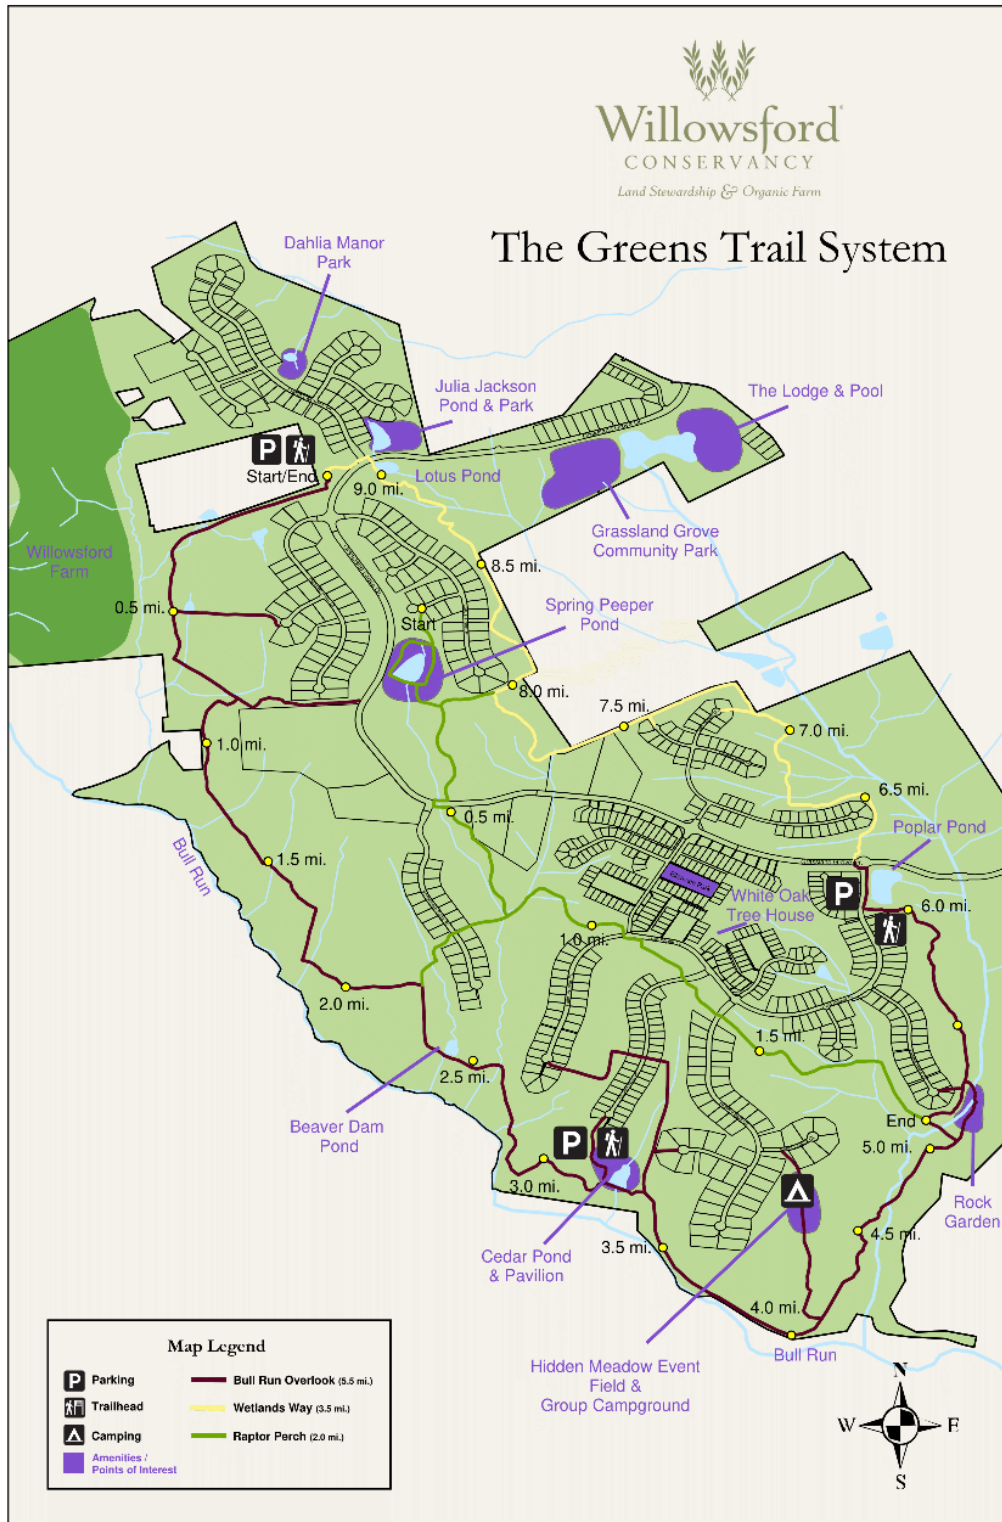 Willowsford
CONSERVANCY
Land Stewardship & Organic Farm
The Greens Trail System
Dahlia Manor
Park
Julia Jackson
Pond & Park
The Lodge & Pool
P
Start/End
9.0 mi.
Lotus Pond
Grassland Grove
Community Park
Willowsford
Farm
8.5 mi.
0.5 mi.
Start
Spring Peeper
Pond
8.0 mi.
7.5 mi.
7.0 mi.
1.0 mi.
6.5 mi.
0.5 mi.
Poplar Pond
Bull Run
1.5 mi.
P
White Oak
Tree House
6.0 mi.
1.0 mi.
2.0 mi.
1.5 mi.
2.5 mi.
Beaver Dam
Pond
End
5.0 mi.
P
3.0 mi.
Rock
Garden
4.5 mi.
3.5 mi.
Cedar Pond
& Pavilion
4.0 mi.
Bull Run
Hidden Meadow Event
Field &
Group Campground
Map Legend
P Parking
Trailhead
Camping
Amenities /
Points of Interest
Bull Run Overlook (5.5 mi.)
Wetlands Way (3.5 mi.)
Raptor Perch (2.0 mi.)
N
W E
S